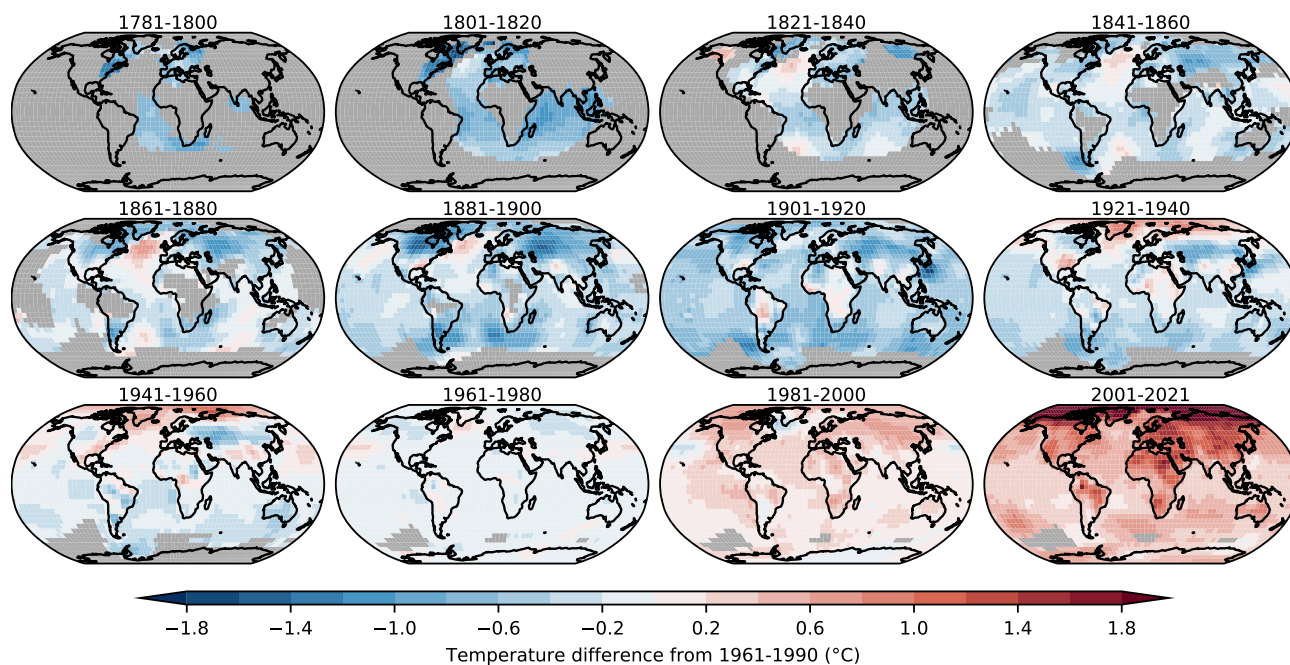 1781-1800 1801-1820 1821-1840 1841-1860
1861-1880 1881-1900 1901-1920 1921-1940
1941-1960 1961-1980 1981-2000 2001-2021
−1.8 −1.4 −1.0 −0.6 −0.2 0.2 0.6 1.0 1.4 1.8
Temperature difference from 1961-1990 (°C)